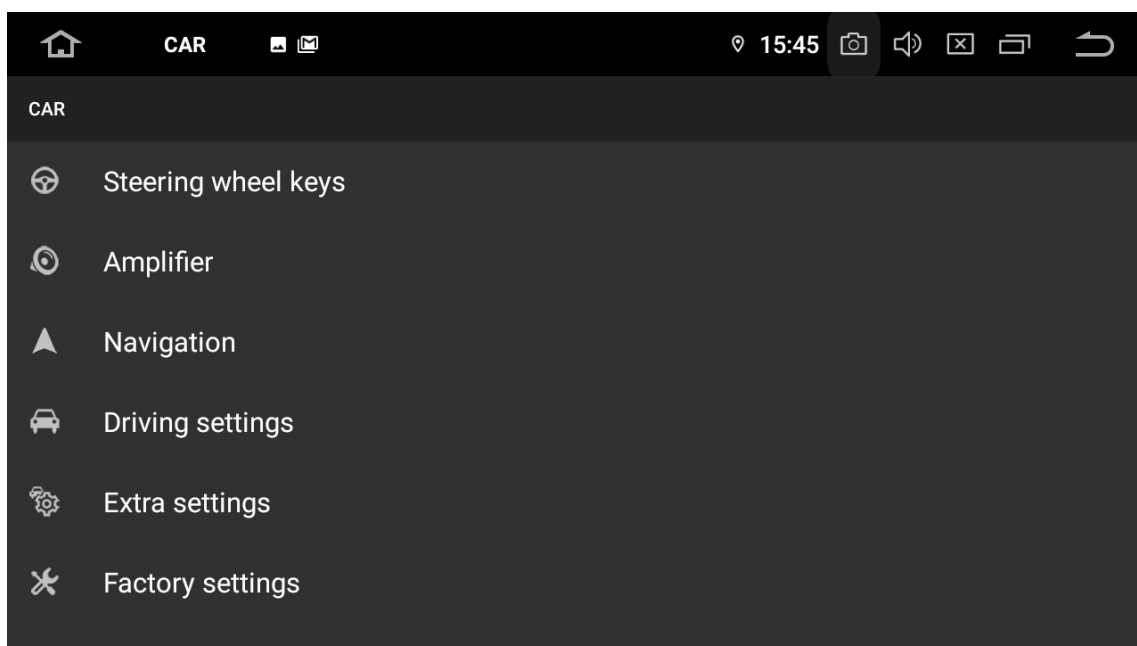 CAR 15:45
CAR
Steering wheel keys
Amplifier
Navigation
Driving settings
Extra settings
Factory settings